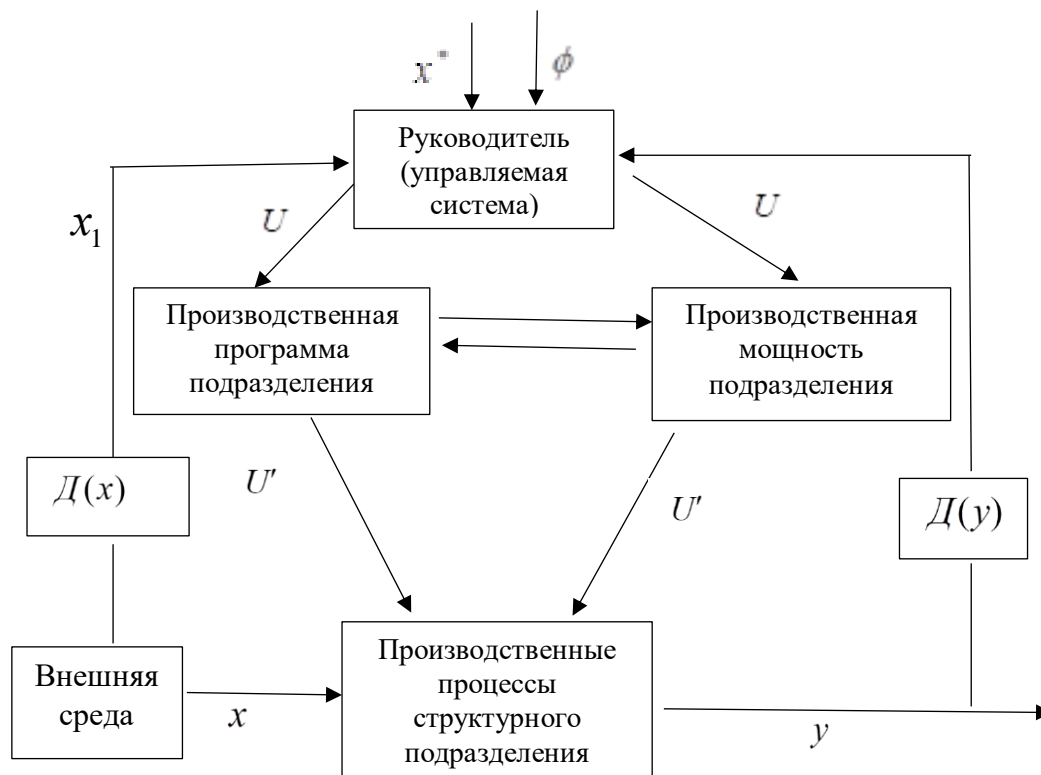 x*
ϕ
Руководитель
(управляемая
система)
x₁
U
U
Производственная
программа
подразделения
Производственная
мощность
подразделения
Д(x)
U′
U′
Д(y)
Внешняя
среда
x
Производственные
процессы
структурного
подразделения
y